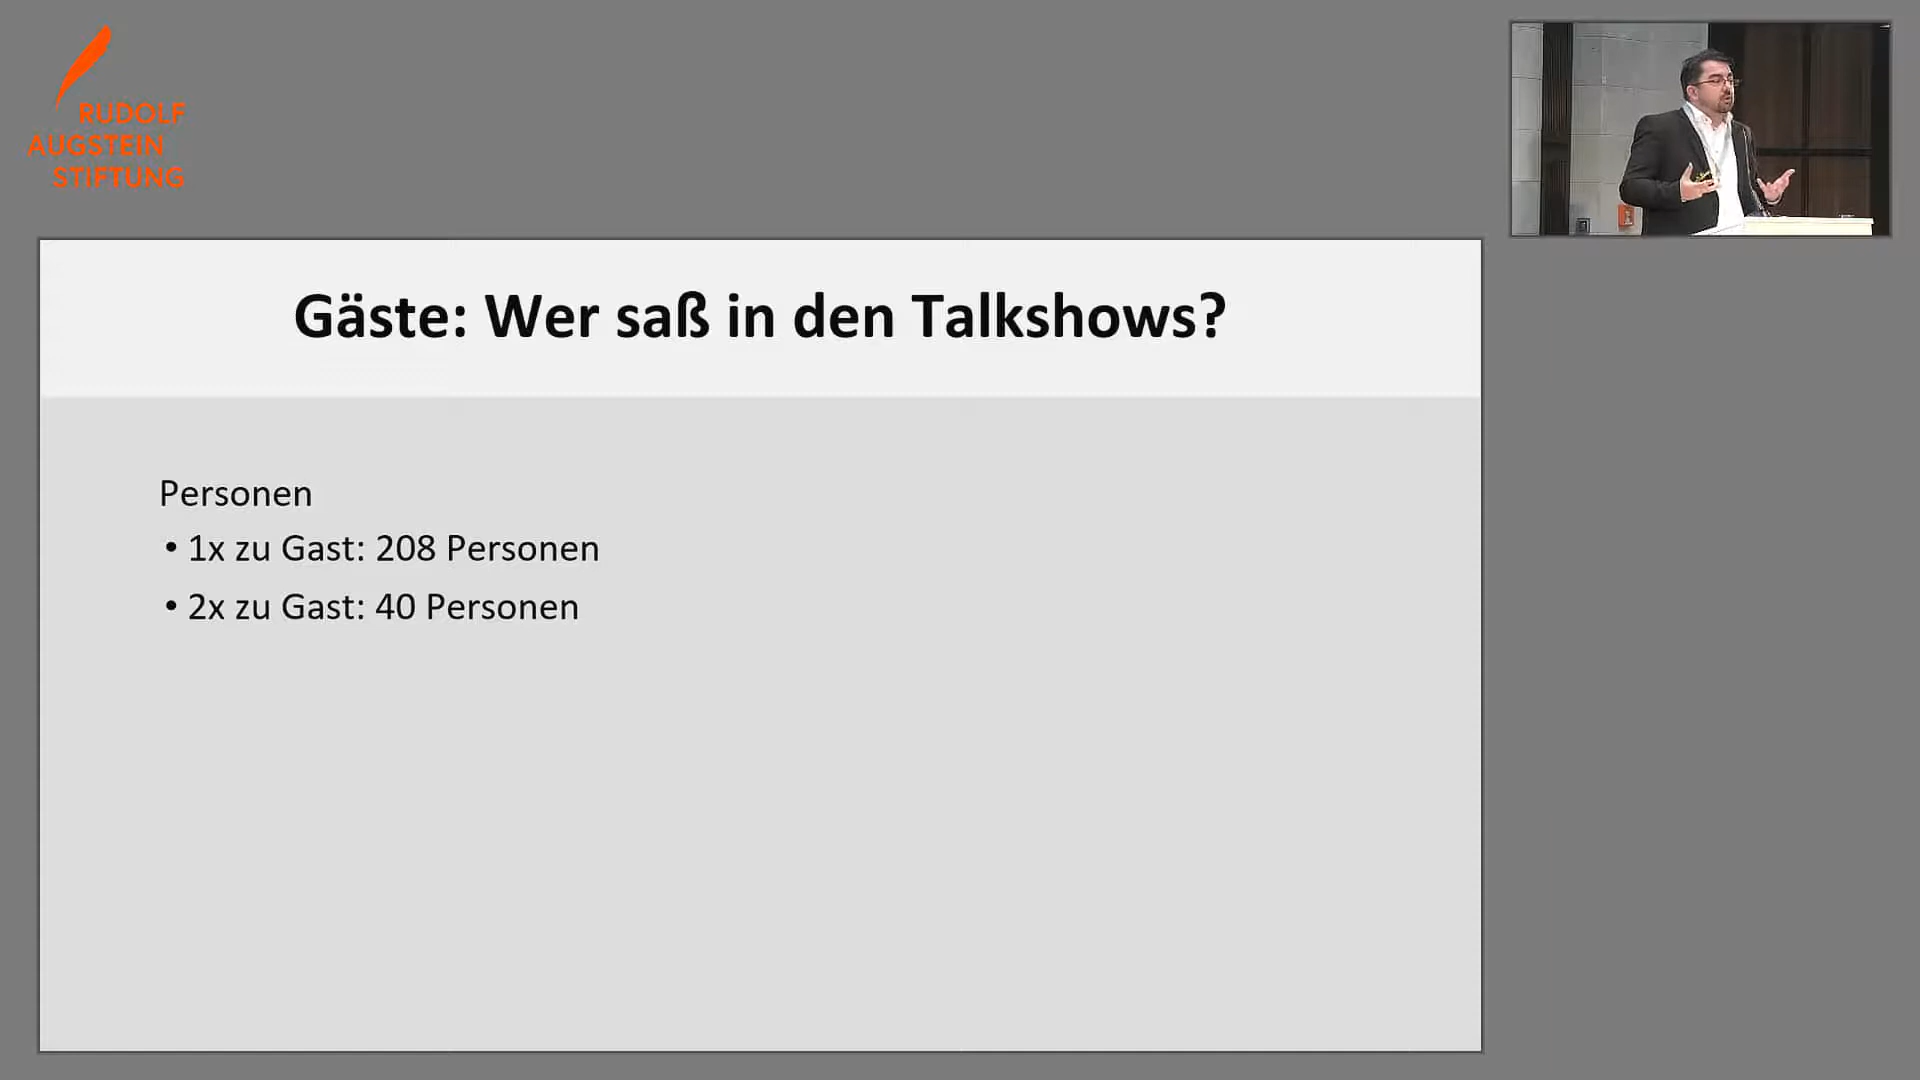 RUDOLF
AUGSTEIN
STIFTUNG
Gäste: Wer saß in den Talkshows?
Personen
• 1x zu Gast: 208 Personen
• 2x zu Gast: 40 Personen